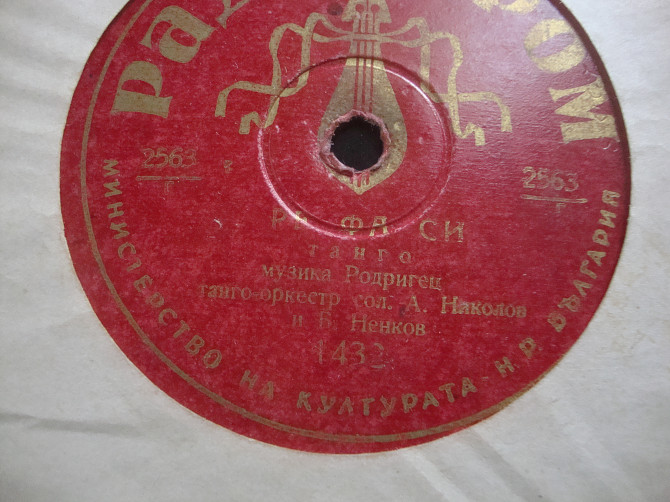 2563
2563
РЕ ФА СИ
танго
музика Родригец
танго-оркестр сол. А. Наколов
и Б. Ненков
1432
МИНИСТЕРСТВО НА КУЛТУРАТА - Н.Р. БЪЛГАРИЯ